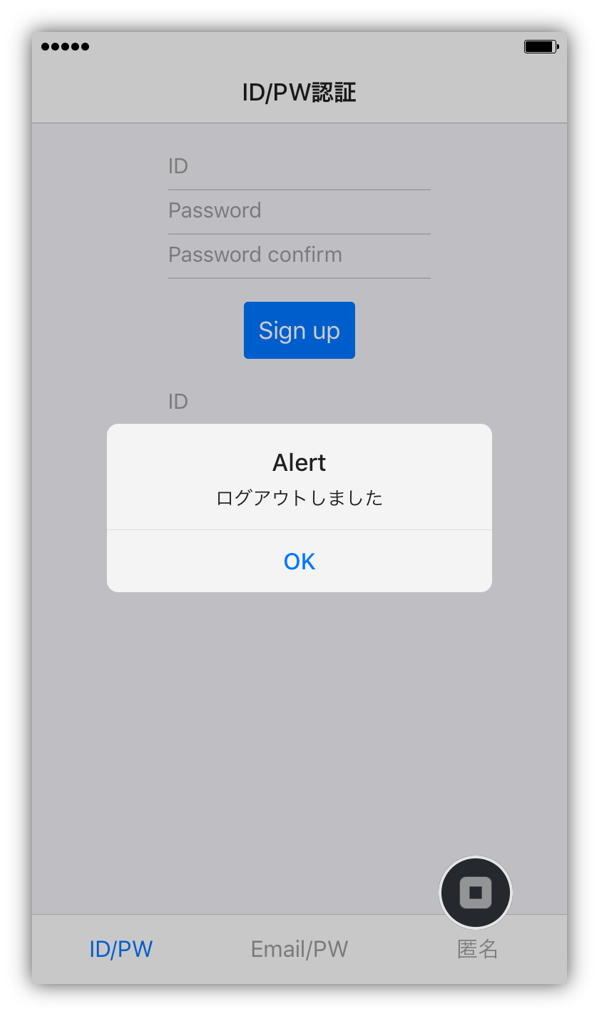 ID/PW認証
ID
Password
Password confirm
Sign up
ID
Alert
ログアウトしました
OK
ID/PW
Email/PW
匿名